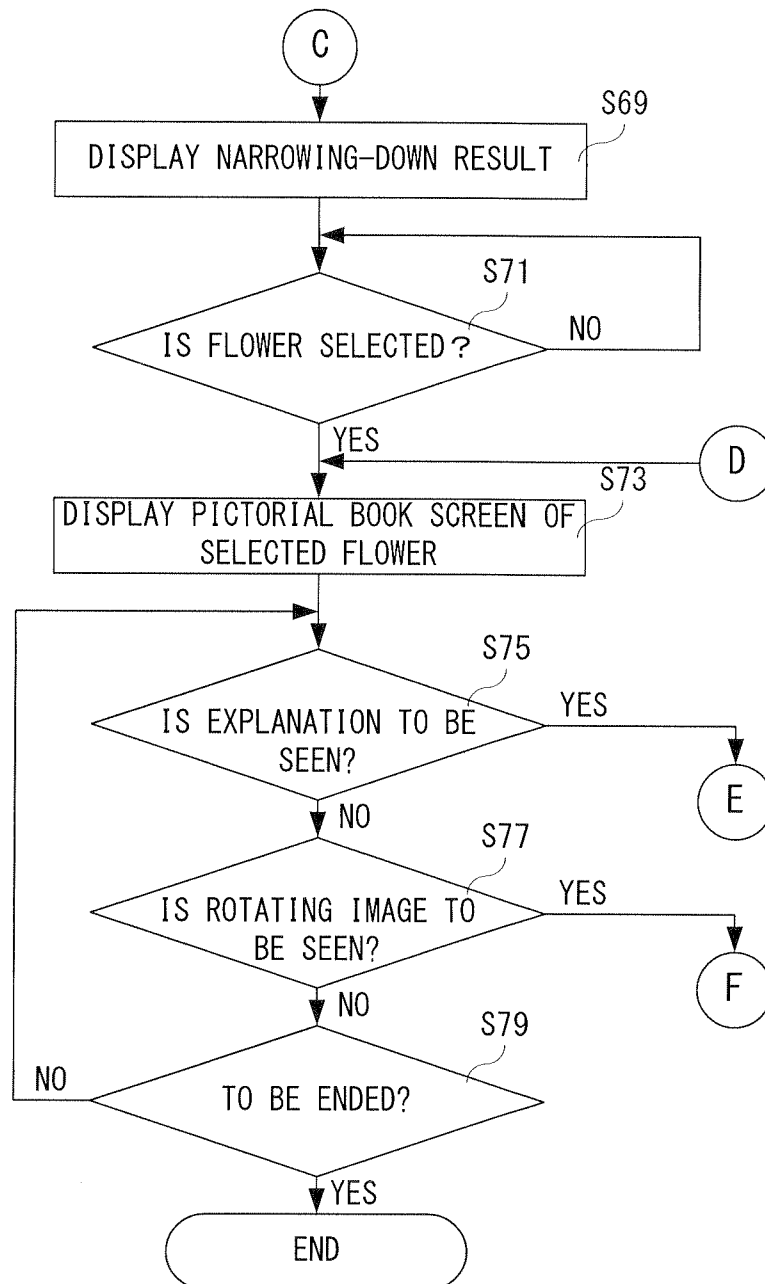 C
S69
DISPLAY NARROWING-DOWN RESULT
S71
IS FLOWER SELECTED?
NO
YES
D
S73
DISPLAY PICTORIAL BOOK SCREEN OF
SELECTED FLOWER
S75
IS EXPLANATION TO BE
SEEN?
YES
E
NO
S77
IS ROTATING IMAGE TO
BE SEEN?
YES
F
NO
S79
TO BE ENDED?
NO
YES
END